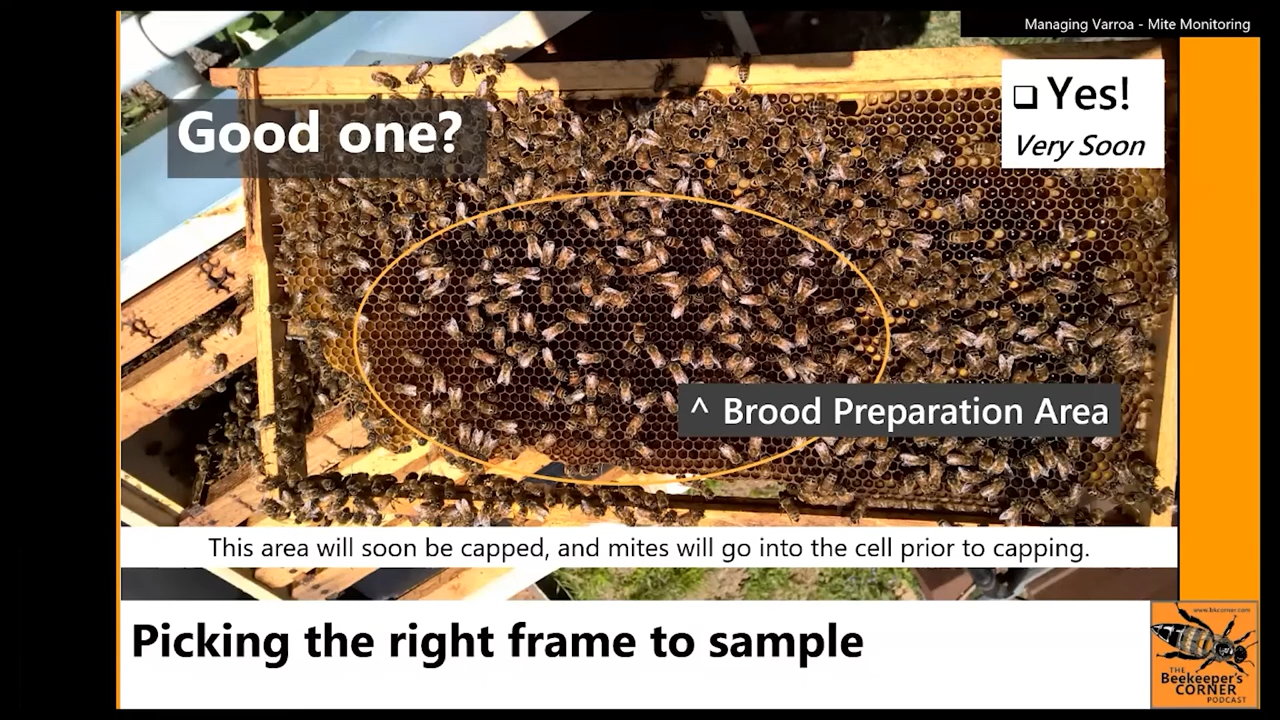 Managing Varroa - Mite Monitoring
Good one?
❑ Yes!
Very Soon
^ Brood Preparation Area
This area will soon be capped, and mites will go into the cell prior to capping.
Picking the right frame to sample
www.bkcorner.com
THE
Beekeeper's
CORNER
PODCAST